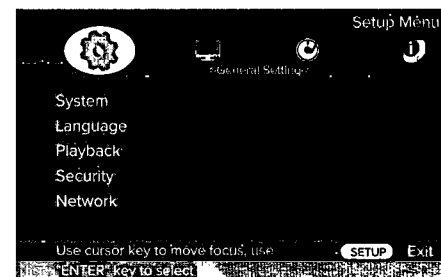 Setup Menu
General Setting
System
Language
Playback
Security
Network
Use cursor key to move focus, use
SETUP Exit
"ENTER" key to select